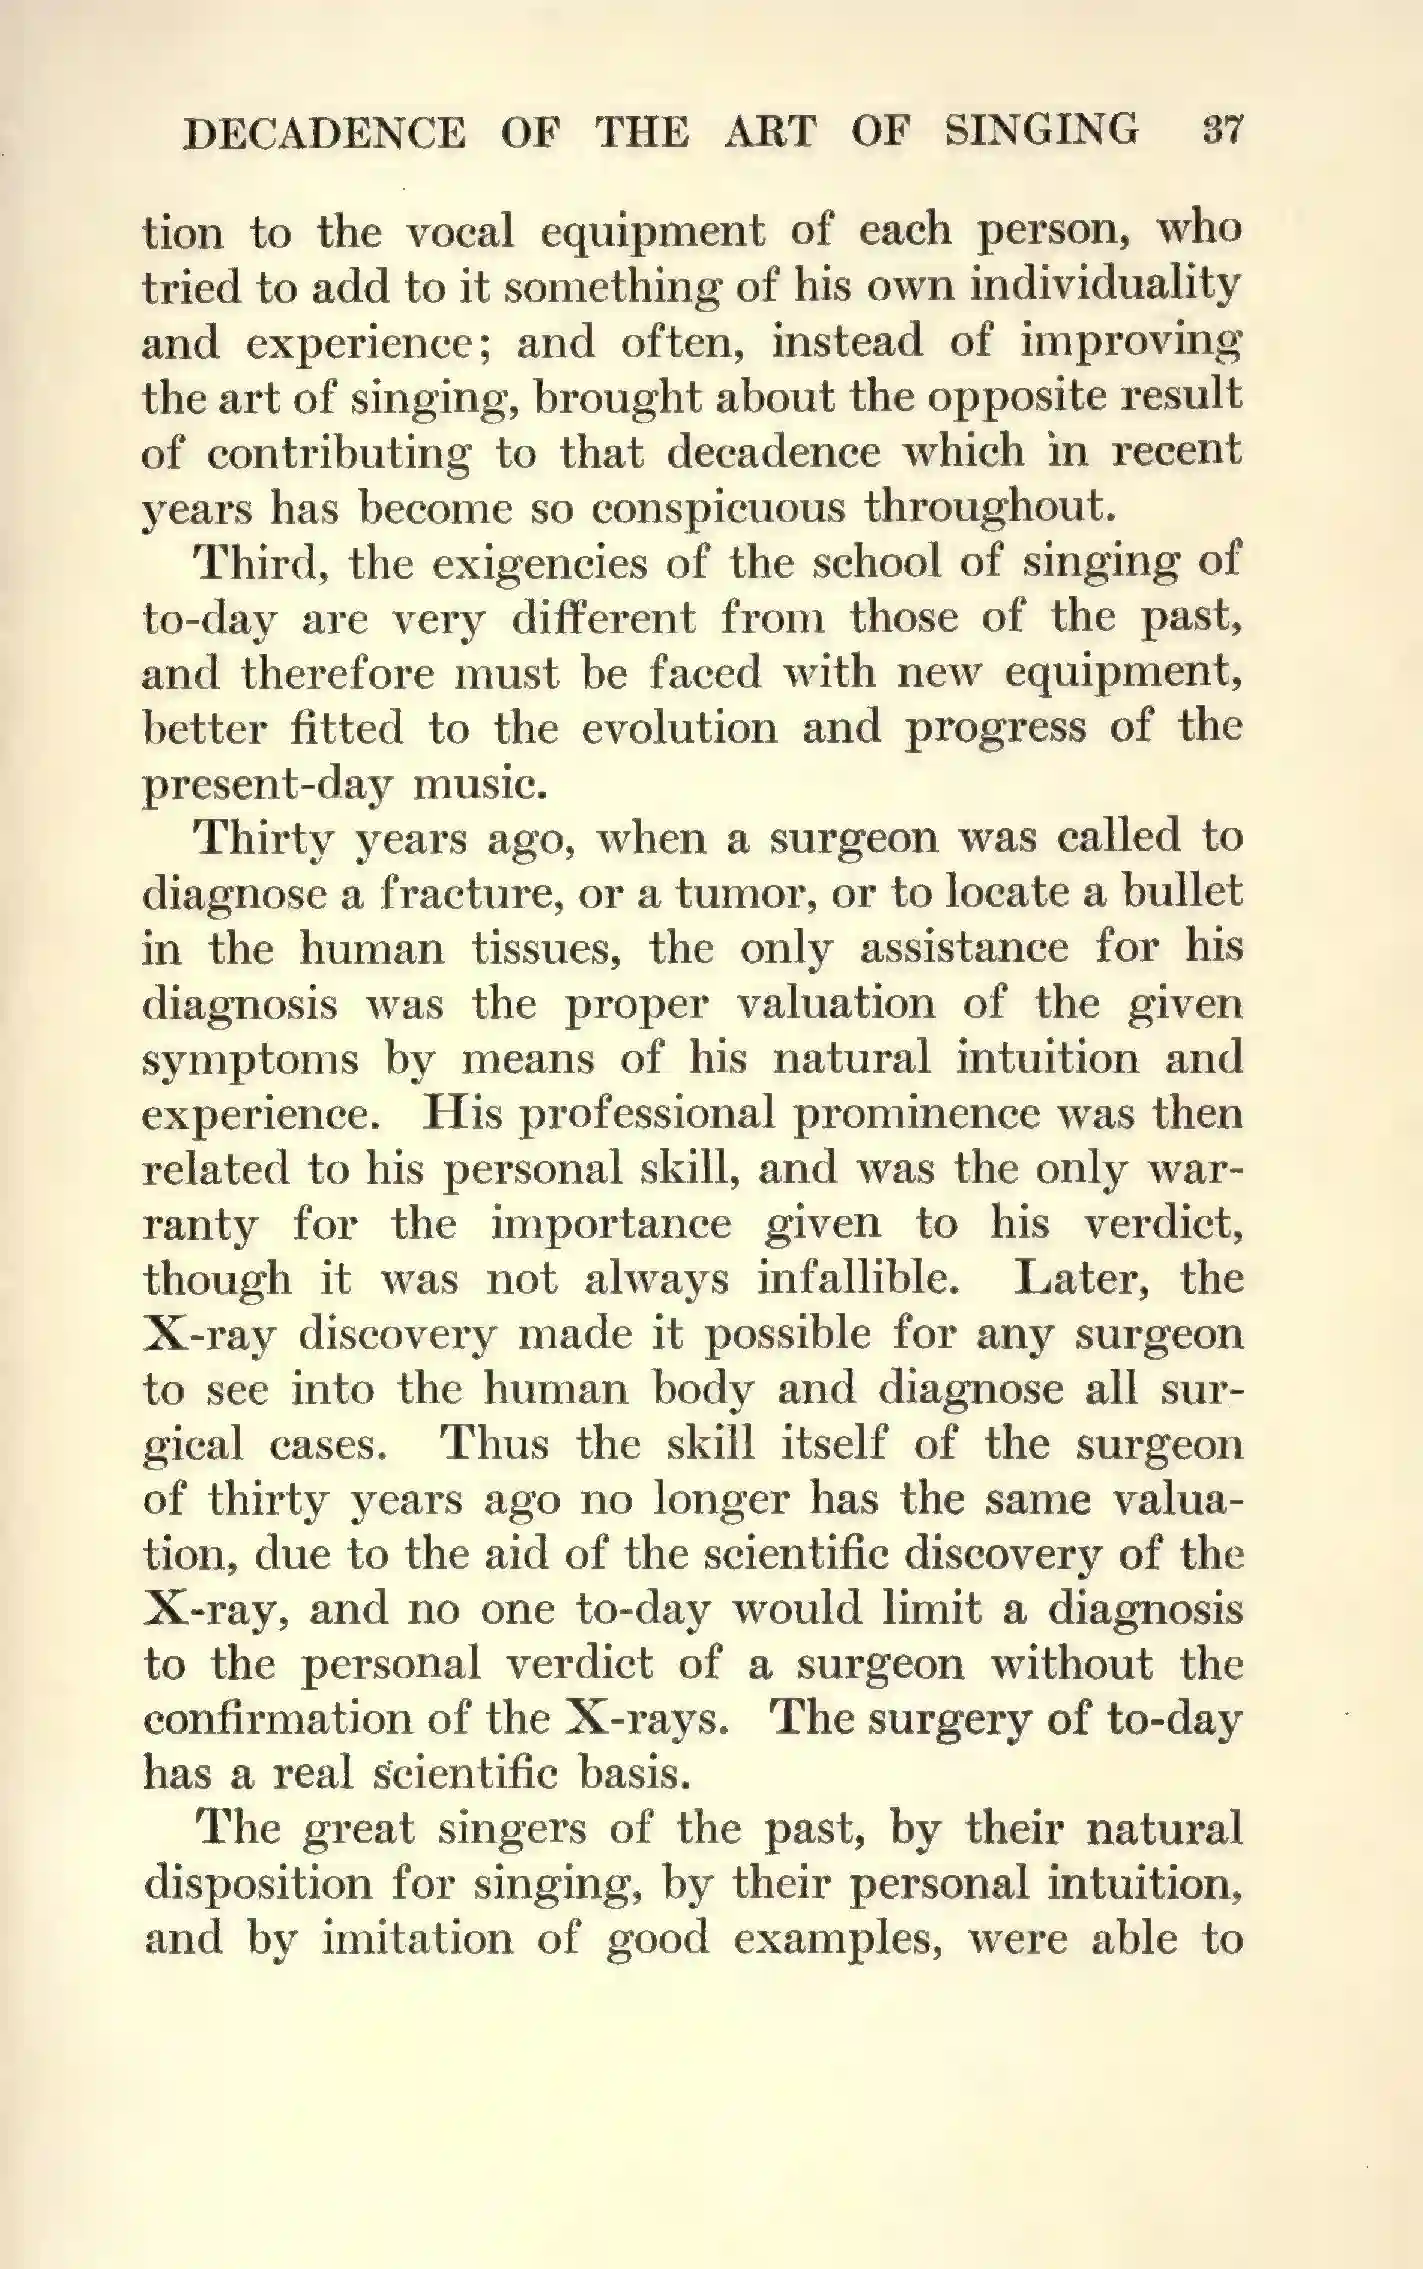 DECADENCE OF THE ART OF SINGING 37
tion to the vocal equipment of each person, who
tried to add to it something of his own individuality
and experience; and often, instead of improving
the art of singing, brought about the opposite result
of contributing to that decadence which in recent
years has become so conspicuous throughout.
Third, the exigencies of the school of singing of
to-day are very different from those of the past,
and therefore must be faced with new equipment,
better fitted to the evolution and progress of the
present-day music.
Thirty years ago, when a surgeon was called to
diagnose a fracture, or a tumor, or to locate a bullet
in the human tissues, the only assistance for his
diagnosis was the proper valuation of the given
symptoms by means of his natural intuition and
experience. His professional prominence was then
related to his personal skill, and was the only war-
ranty for the importance given to his verdict,
though it was not always infallible. Later, the
X-ray discovery made it possible for any surgeon
to see into the human body and diagnose all sur-
gical cases. Thus the skill itself of the surgeon
of thirty years ago no longer has the same valua-
tion, due to the aid of the scientific discovery of the
X-ray, and no one to-day would limit a diagnosis
to the personal verdict of a surgeon without the
confirmation of the X-rays. The surgery of to-day
has a real scientific basis.
The great singers of the past, by their natural
disposition for singing, by their personal intuition,
and by imitation of good examples, were able to